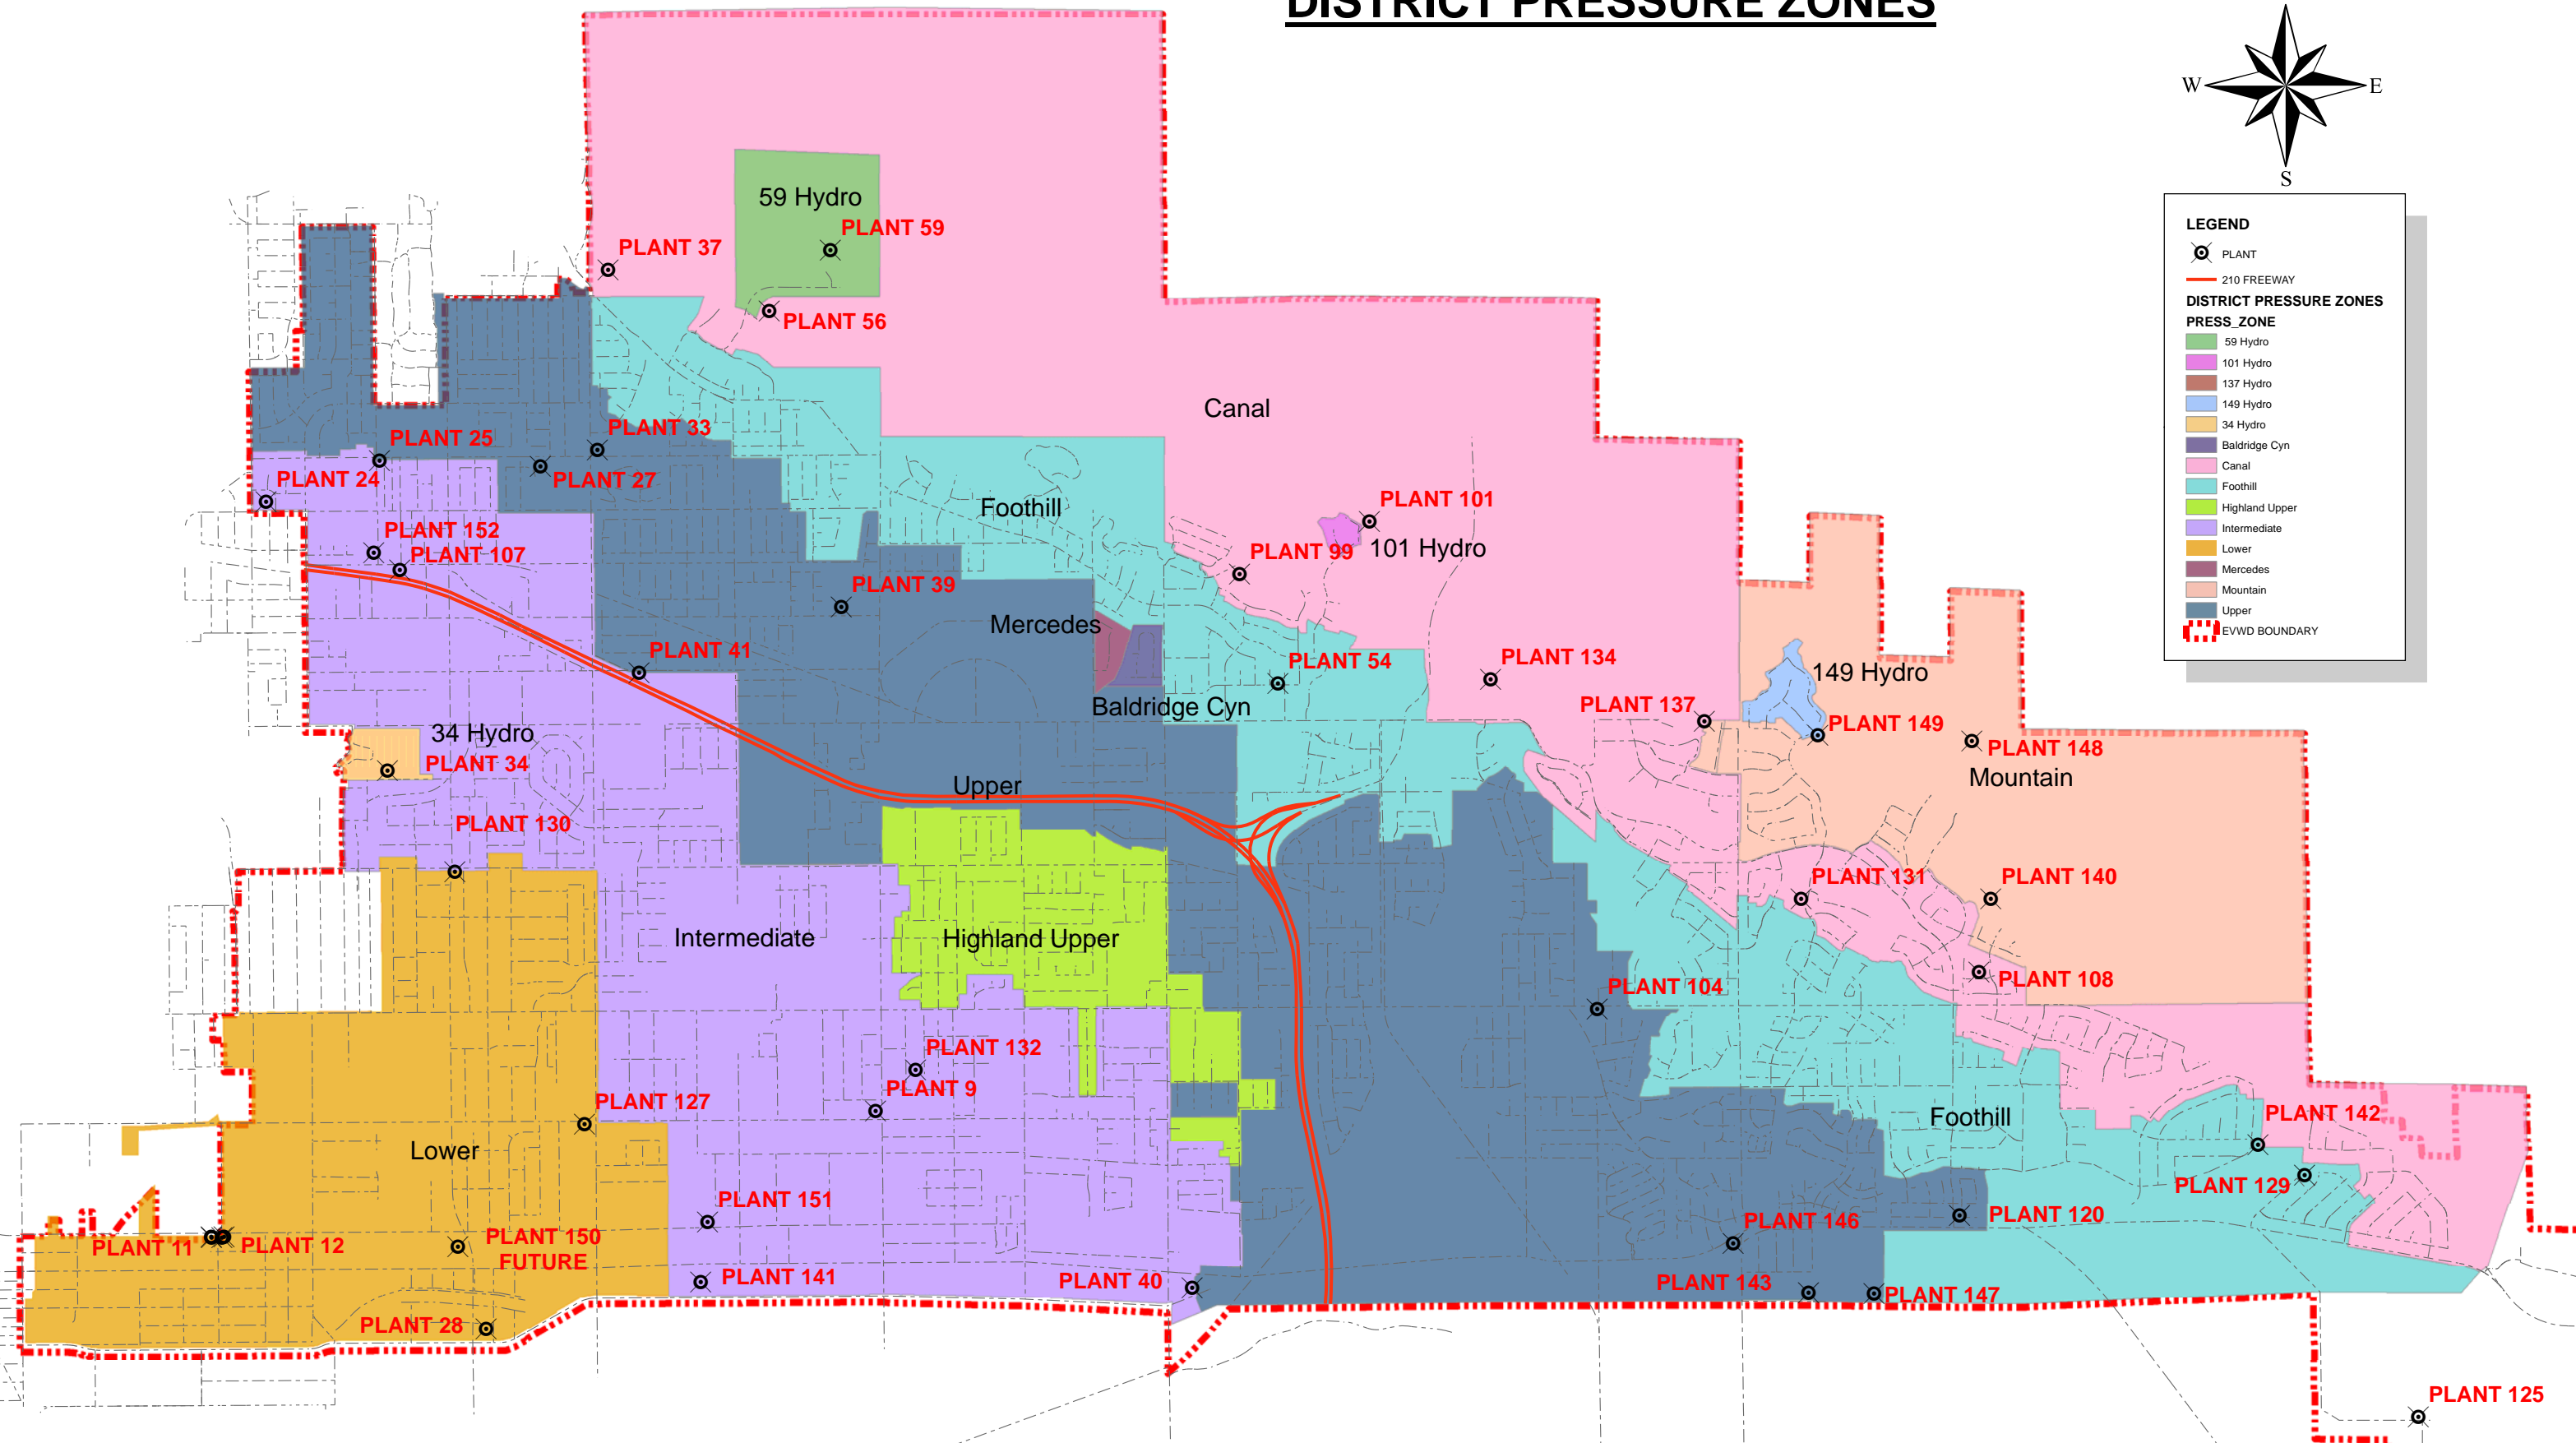 DISTRICT PRESSURE ZONES
W
E
S
LEGEND
PLANT
210 FREEWAY
DISTRICT PRESSURE ZONES
PRESS_ZONE
59 Hydro
101 Hydro
137 Hydro
149 Hydro
34 Hydro
Baldridge Cyn
Canal
Foothill
Highland Upper
Intermediate
Lower
Mercedes
Mountain
Upper
EVWD BOUNDARY
59 Hydro
PLANT 59
PLANT 37
PLANT 56
Canal
PLANT 33
PLANT 25
PLANT 24
PLANT 27
PLANT 101
Foothill
PLANT 152
PLANT 107
101 Hydro
PLANT 99
PLANT 39
Mercedes
PLANT 41
PLANT 54
PLANT 134
149 Hydro
Baldridge Cyn
PLANT 137
PLANT 149
34 Hydro
PLANT 34
PLANT 148
Mountain
Upper
PLANT 130
PLANT 131
PLANT 140
Intermediate
Highland Upper
PLANT 108
PLANT 104
PLANT 132
PLANT 9
PLANT 127
Foothill
PLANT 142
Lower
PLANT 129
PLANT 151
PLANT 146
PLANT 120
PLANT 11
PLANT 12
PLANT 150
FUTURE
PLANT 141
PLANT 40
PLANT 143
PLANT 147
PLANT 28
PLANT 125